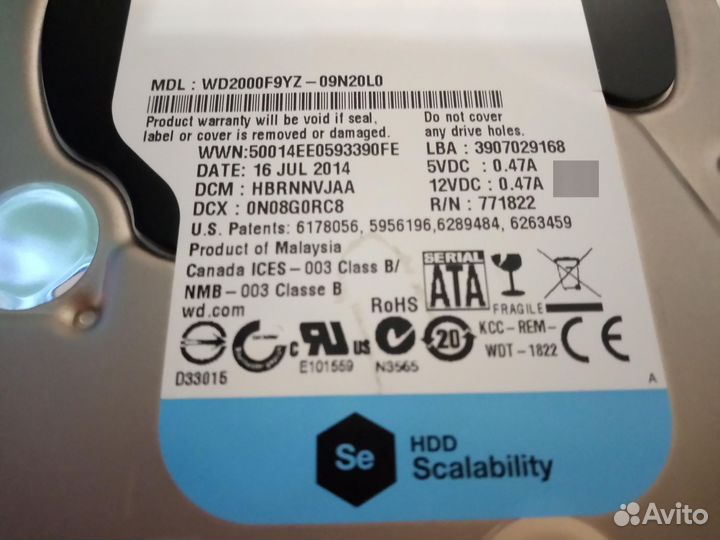 MDL : WD2000F9YZ-09N20L0
Product warranty will be void if seal,
label or cover is removed or damaged.
Do not cover
any drive holes.
WWN:50014EE0593390FE
LBA : 3907029168
DATE: 16 JUL 2014
5VDC : 0.47A
DCM : HBRNNVJAA
12VDC : 0.47A
DCX : 0N08G0RC8
R/N : 771822
U.S. Patents: 6178056, 5956196,6289484, 6263459
Product of Malaysia
Canada ICES-003 Class B/
NMB-003 Classe B
wd.com
RoHS
SERIAL
ATA
FRAGILE
KCC-REM-
WDT-1822
CE
D33015
c RU us
E101559
N3565
20
A
Se
HDD
Scalability
Avito